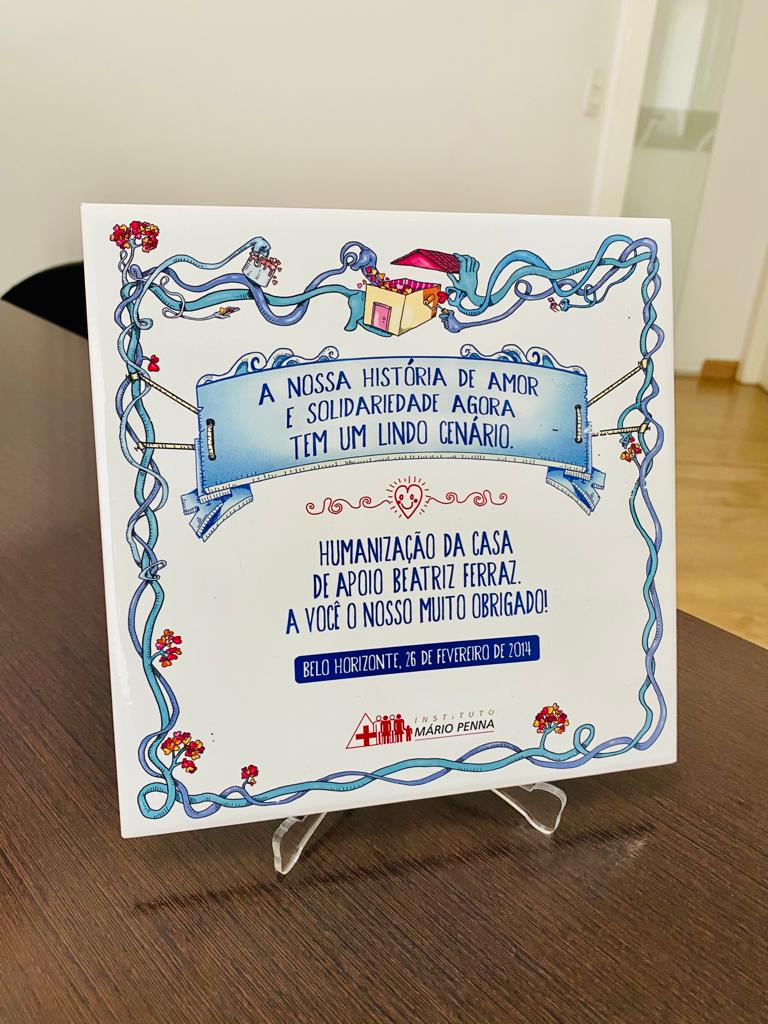 A NOSSA HISTÓRIA DE AMOR
E SOLIDARIEDADE AGORA
TEM UM LINDO CENÁRIO.
HUMANIZAÇÃO DA CASA
DE APOIO BEATRIZ FERRAZ.
A VOCÊ O NOSSO MUITO OBRIGADO!
BELO HORIZONTE, 26 DE FEVEREIRO DE 2014
INSTITUTO
MÁRIO PENNA